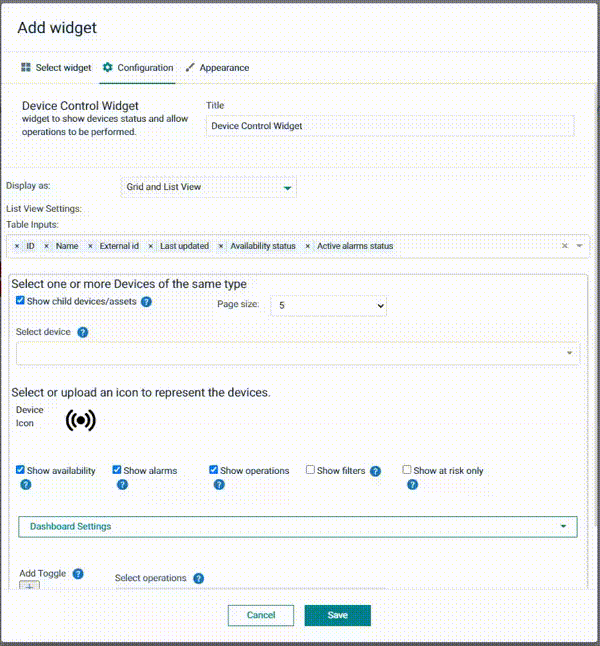 Add widget
Select widget Configuration Appearance
Device Control Widget
widget to show devices status and allow
operations to be performed.
Title
Device Control Widget
Display as: Grid and List View
List View Settings:
Table Inputs:
× ID × Name × External id × Last updated × Availability status × Active alarms status ×
Select one or more Devices of the same type
Show child devices/assets ? Page size: 5
Select device ?
Select or upload an icon to represent the devices.
Device
Icon
Show availability ? Show alarms ? Show operations ? Show filters ? Show at risk only ?
Dashboard Settings
Add Toggle ? Select operations ?
+
Cancel Save